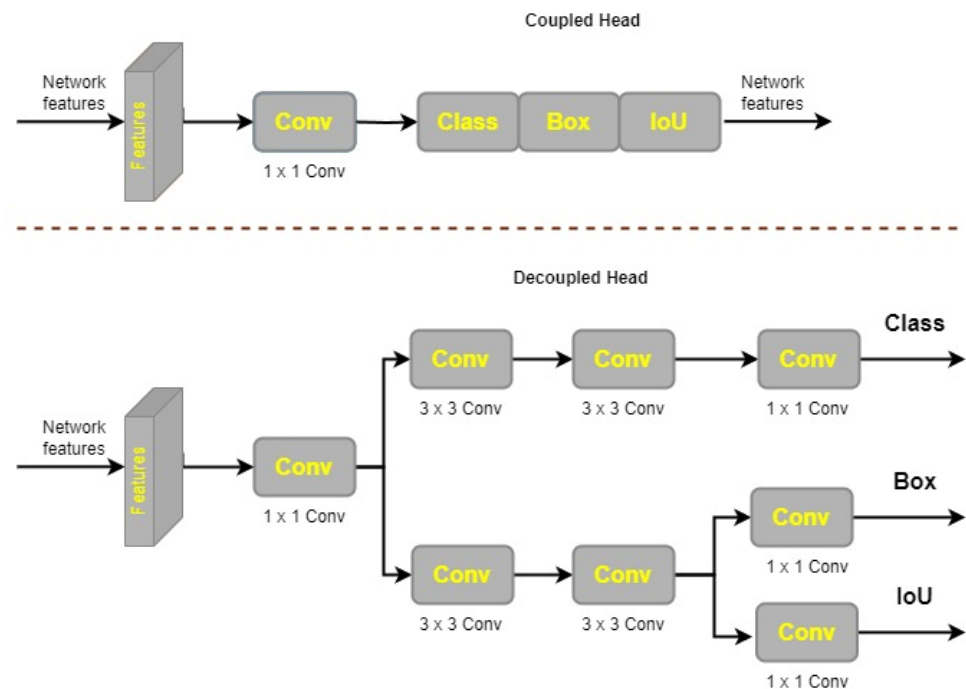 Coupled Head
Network
features
Features
Conv
1 x 1 Conv
Class
Box
IoU
Network
features
Decoupled Head
Network
features
Features
Conv
1 x 1 Conv
Conv
3 x 3 Conv
Conv
3 x 3 Conv
Conv
1 x 1 Conv
Class
Conv
3 x 3 Conv
Conv
3 x 3 Conv
Conv
1 x 1 Conv
Box
Conv
1 x 1 Conv
IoU